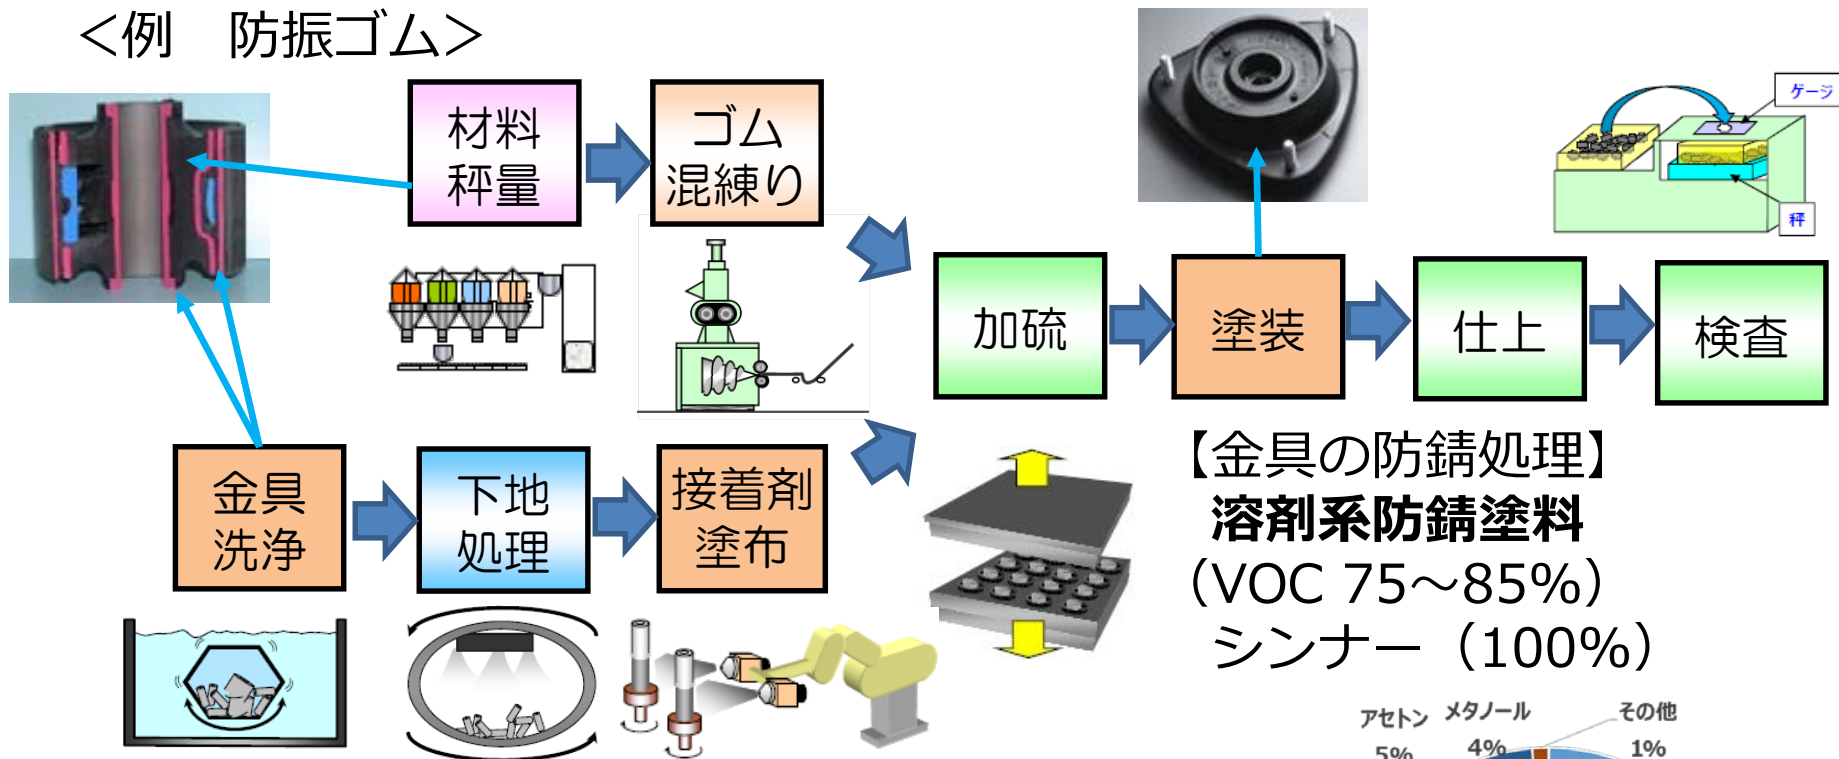 ＜例　防振ゴム＞
材料
秤量
ゴム
混練り
ゲージ
秤
加硫
塗装
仕上
検査
金具
洗浄
下地
処理
接着剤
塗布
【金具の防錆処理】
溶剤系防錆塗料
（VOC 75～85%）
シンナー（100%）
アセトン
5%
メタノール
4%
その他
1%